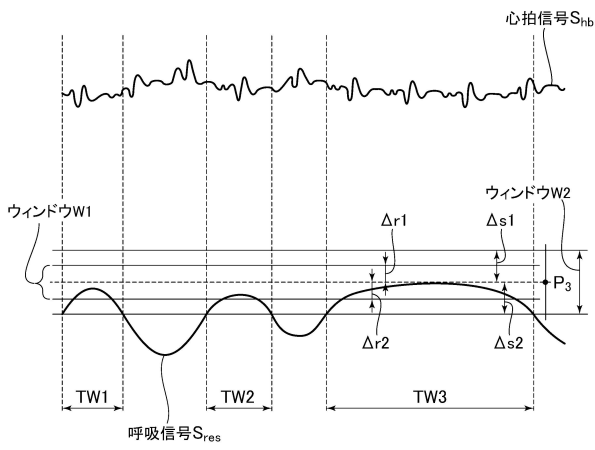 心拍信号Shb
ウィンドウW1
Δr1
Δs1
ウィンドウW2
P3
Δr2
Δs2
TW1
TW2
TW3
呼吸信号Sres